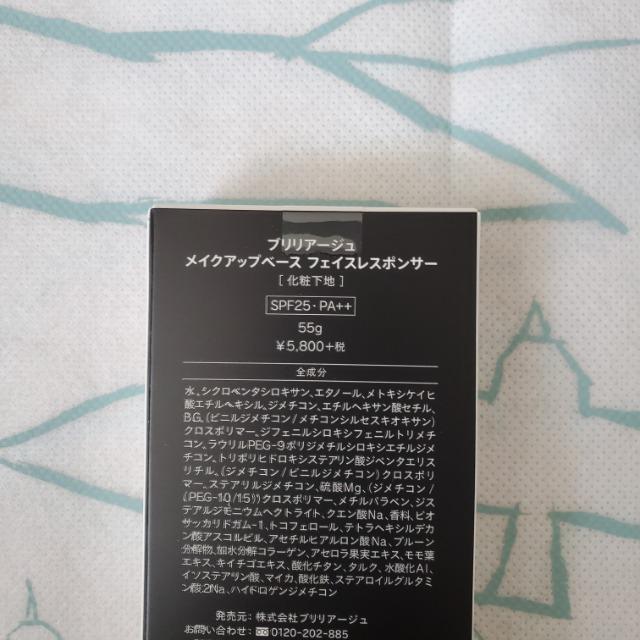 ブリリアージュ
メイクアップベース フェイスレスポンサー
[ 化粧下地 ]
SPF25・PA++
55g
¥5,800+税
全成分
水、シクロペンタシロキサン、エタノール、メトキシケイヒ
酸エチルヘキシル、ジメチコン、エチルヘキサン酸セチル、
BG、(ビニルジメチコン/メチコンシルセスキオキサン)
クロスポリマー、ジフェニルシロキシフェニルトリメチ
コン、ラウリルPEG-9ポリジメチルシロキシエチルジメ
チコン、トリポリヒドロキシステアリン酸ジペンタエリス
リチル、(ジメチコン/ビニルジメチコン)クロスポリ
マー、ステアリルジメチコン、硫酸Mg、(ジメチコン/
(PEG-10/15))クロスポリマー、メチルパラベン、ジス
テアルジモニウムヘクトライト、クエン酸Na、香料、ビオ
サッカリドガム-1、トコフェロール、テトラヘキシルデカ
ン酸アスコルビル、アセチルヒアルロン酸Na、プルーン
分解物、加水分解コラーゲン、アセロラ果実エキス、モモ葉
エキス、キイチゴエキス、酸化チタン、タルク、水酸化Al、
イソステアリン酸、マイカ、酸化鉄、ステアロイルグルタミ
ン酸2Na、ハイドロゲンジメチコン
発売元：株式会社ブリリアージュ
お問い合わせ：0120-202-885